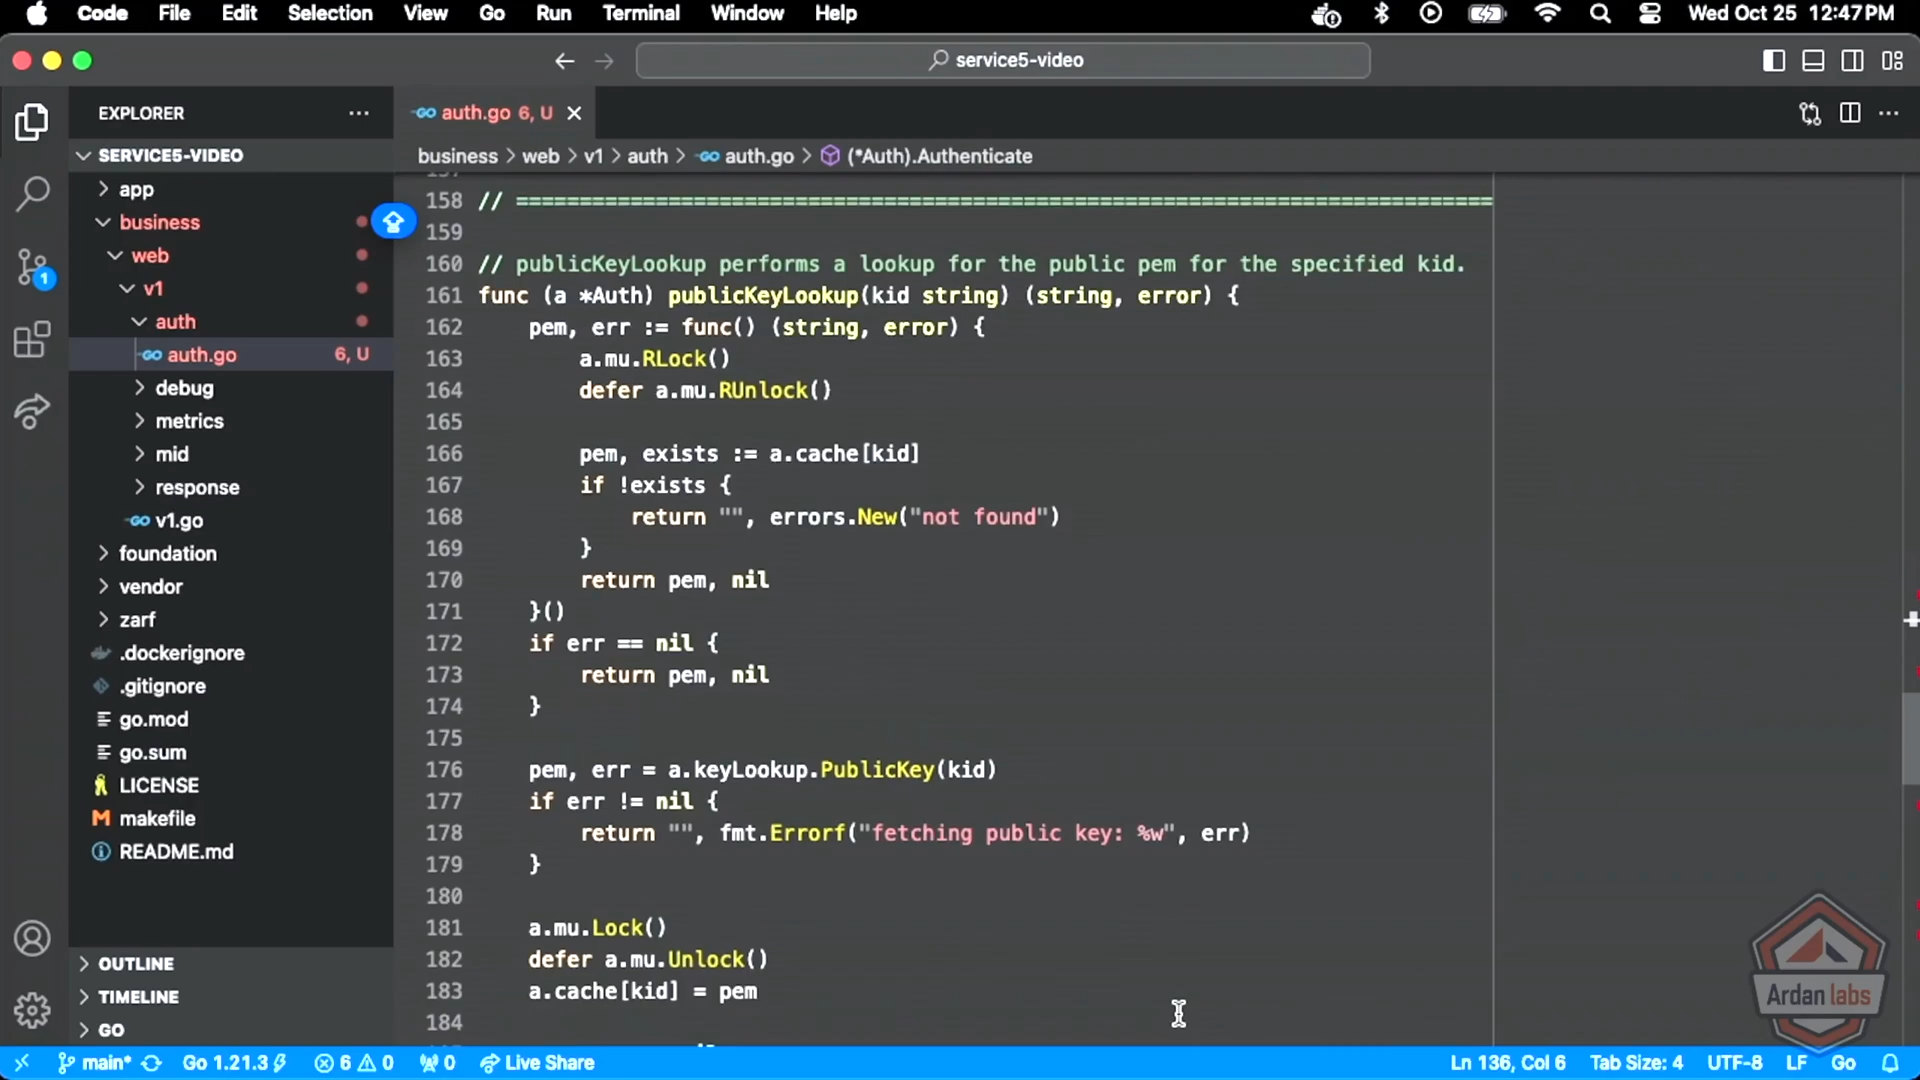 Code File Edit Selection View Go Run Terminal Window Help Wed Oct 25 12:47 PM
service5-video
EXPLORER
auth.go 6, U
SERVICE5-VIDEO
business > web > v1 > auth > auth.go > (*Auth).Authenticate
app
business
web
v1
auth
auth.go 6, U
debug
metrics
mid
response
v1.go
foundation
vendor
zarf
.dockerignore
.gitignore
go.mod
go.sum
LICENSE
makefile
README.md
OUTLINE
TIMELINE
GO
1
158 // =============================================================================
159
160 // publicKeyLookup performs a lookup for the public pem for the specified kid.
161 func (a *Auth) publicKeyLookup(kid string) (string, error) {
162 pem, err := func() (string, error) {
163 a.mu.RLock()
164 defer a.mu.RUnlock()
165
166 pem, exists := a.cache[kid]
167 if !exists {
168 return "", errors.New("not found")
169 }
170 return pem, nil
171 }()
172 if err == nil {
173 return pem, nil
174 }
175
176 pem, err = a.keyLookup.PublicKey(kid)
177 if err != nil {
178 return "", fmt.Errorf("fetching public key: %w", err)
179 }
180
181 a.mu.Lock()
182 defer a.mu.Unlock()
183 a.cache[kid] = pem
184
Ardan labs
main* Go 1.21.3 6 0 0 Live Share Ln 136, Col 6 Tab Size: 4 UTF-8 LF Go